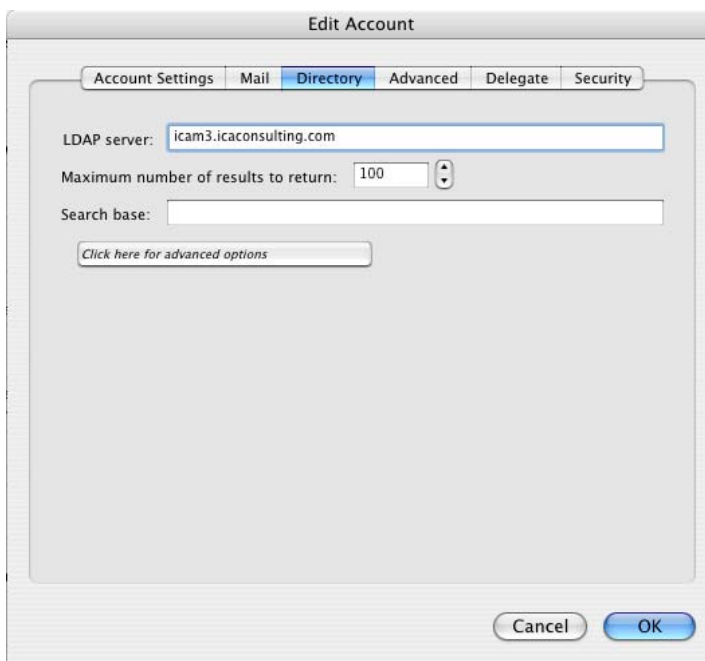 Edit Account
Account Settings Mail Directory Advanced Delegate Security
LDAP server: icam3.icaconsulting.com
Maximum number of results to return: 100
Search base:
Click here for advanced options
Cancel OK